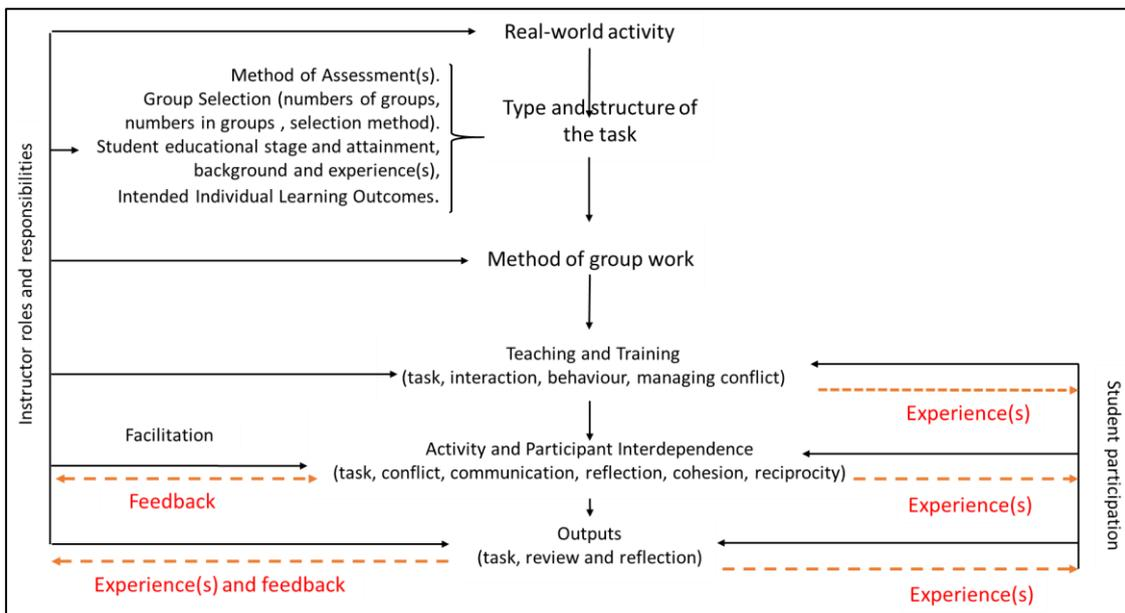 Real-world activity
Method of Assessment(s).
Group Selection (numbers of groups,
numbers in groups , selection method).
Student educational stage and attainment,
background and experience(s),
Intended Individual Learning Outcomes.
Type and structure of
the task
Instructor roles and responsibilities
Method of group work
Teaching and Training
(task, interaction, behaviour, managing conflict)
Experience(s)
Student participation
Facilitation
Activity and Participant Interdependence
(task, conflict, communication, reflection, cohesion, reciprocity)
Feedback
Experience(s)
Outputs
(task, review and reflection)
Experience(s) and feedback
Experience(s)